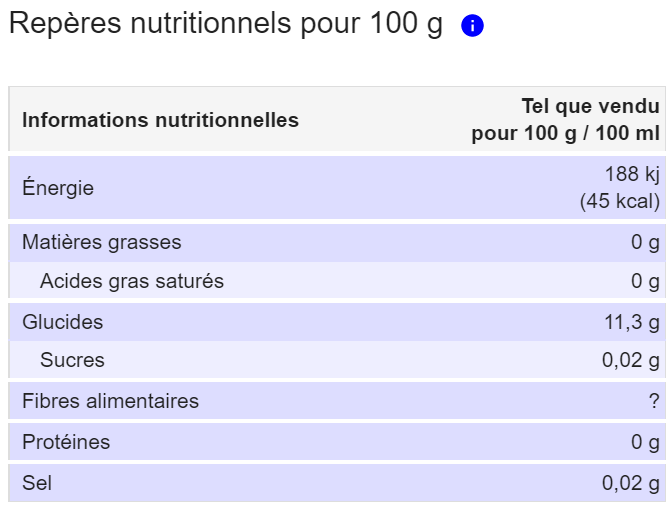 Repères nutritionnels pour 100 g
Informations nutritionnelles
Tel que vendu
pour 100 g / 100 ml
Énergie
188 kj
(45 kcal)
Matières grasses 0 g
Acides gras saturés 0 g
Glucides 11,3 g
Sucres 0,02 g
Fibres alimentaires ?
Protéines 0 g
Sel 0,02 g